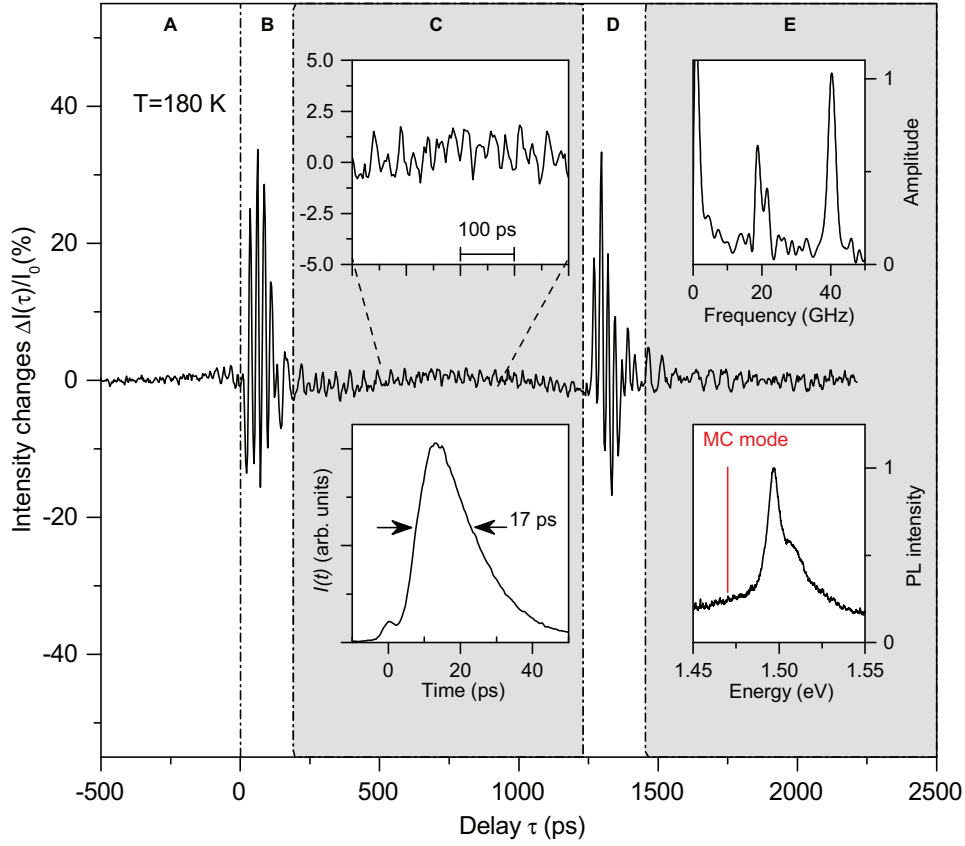 A B C D E
T=180 K
Intensity changes ΔI(τ)/I0(%)
40
20
0
-20
-40
-500 0 500 1000 1500 2000 2500
Delay τ (ps)
5.0
2.5
0.0
-2.5
-5.0
100 ps
1
0
Amplitude
0 20 40
Frequency (GHz)
I(t) (arb. units)
17 ps
0 20 40
Time (ps)
MC mode
1
0
PL intensity
1.45 1.50 1.55
Energy (eV)